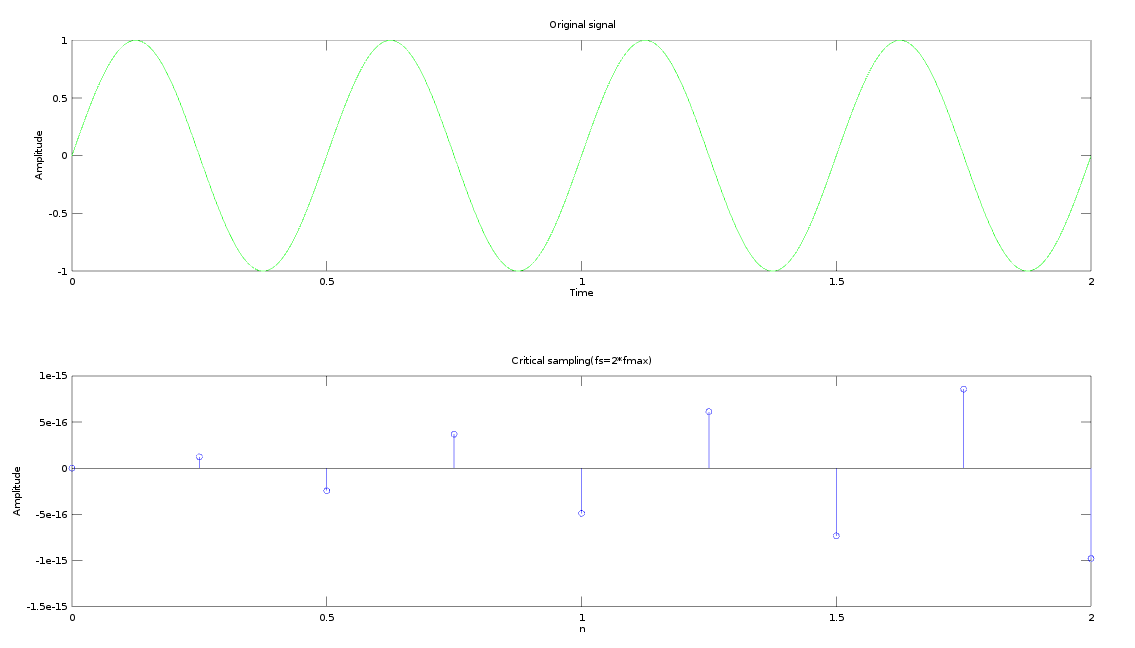 Original signal
1
0.5
0
-0.5
-1
Amplitude
0 0.5 1 1.5 2
Time
Critical sampling(fs=2*fmax)
1e-15
5e-16
0
-5e-16
-1e-15
-1.5e-15
Amplitude
0 0.5 1 1.5 2
n